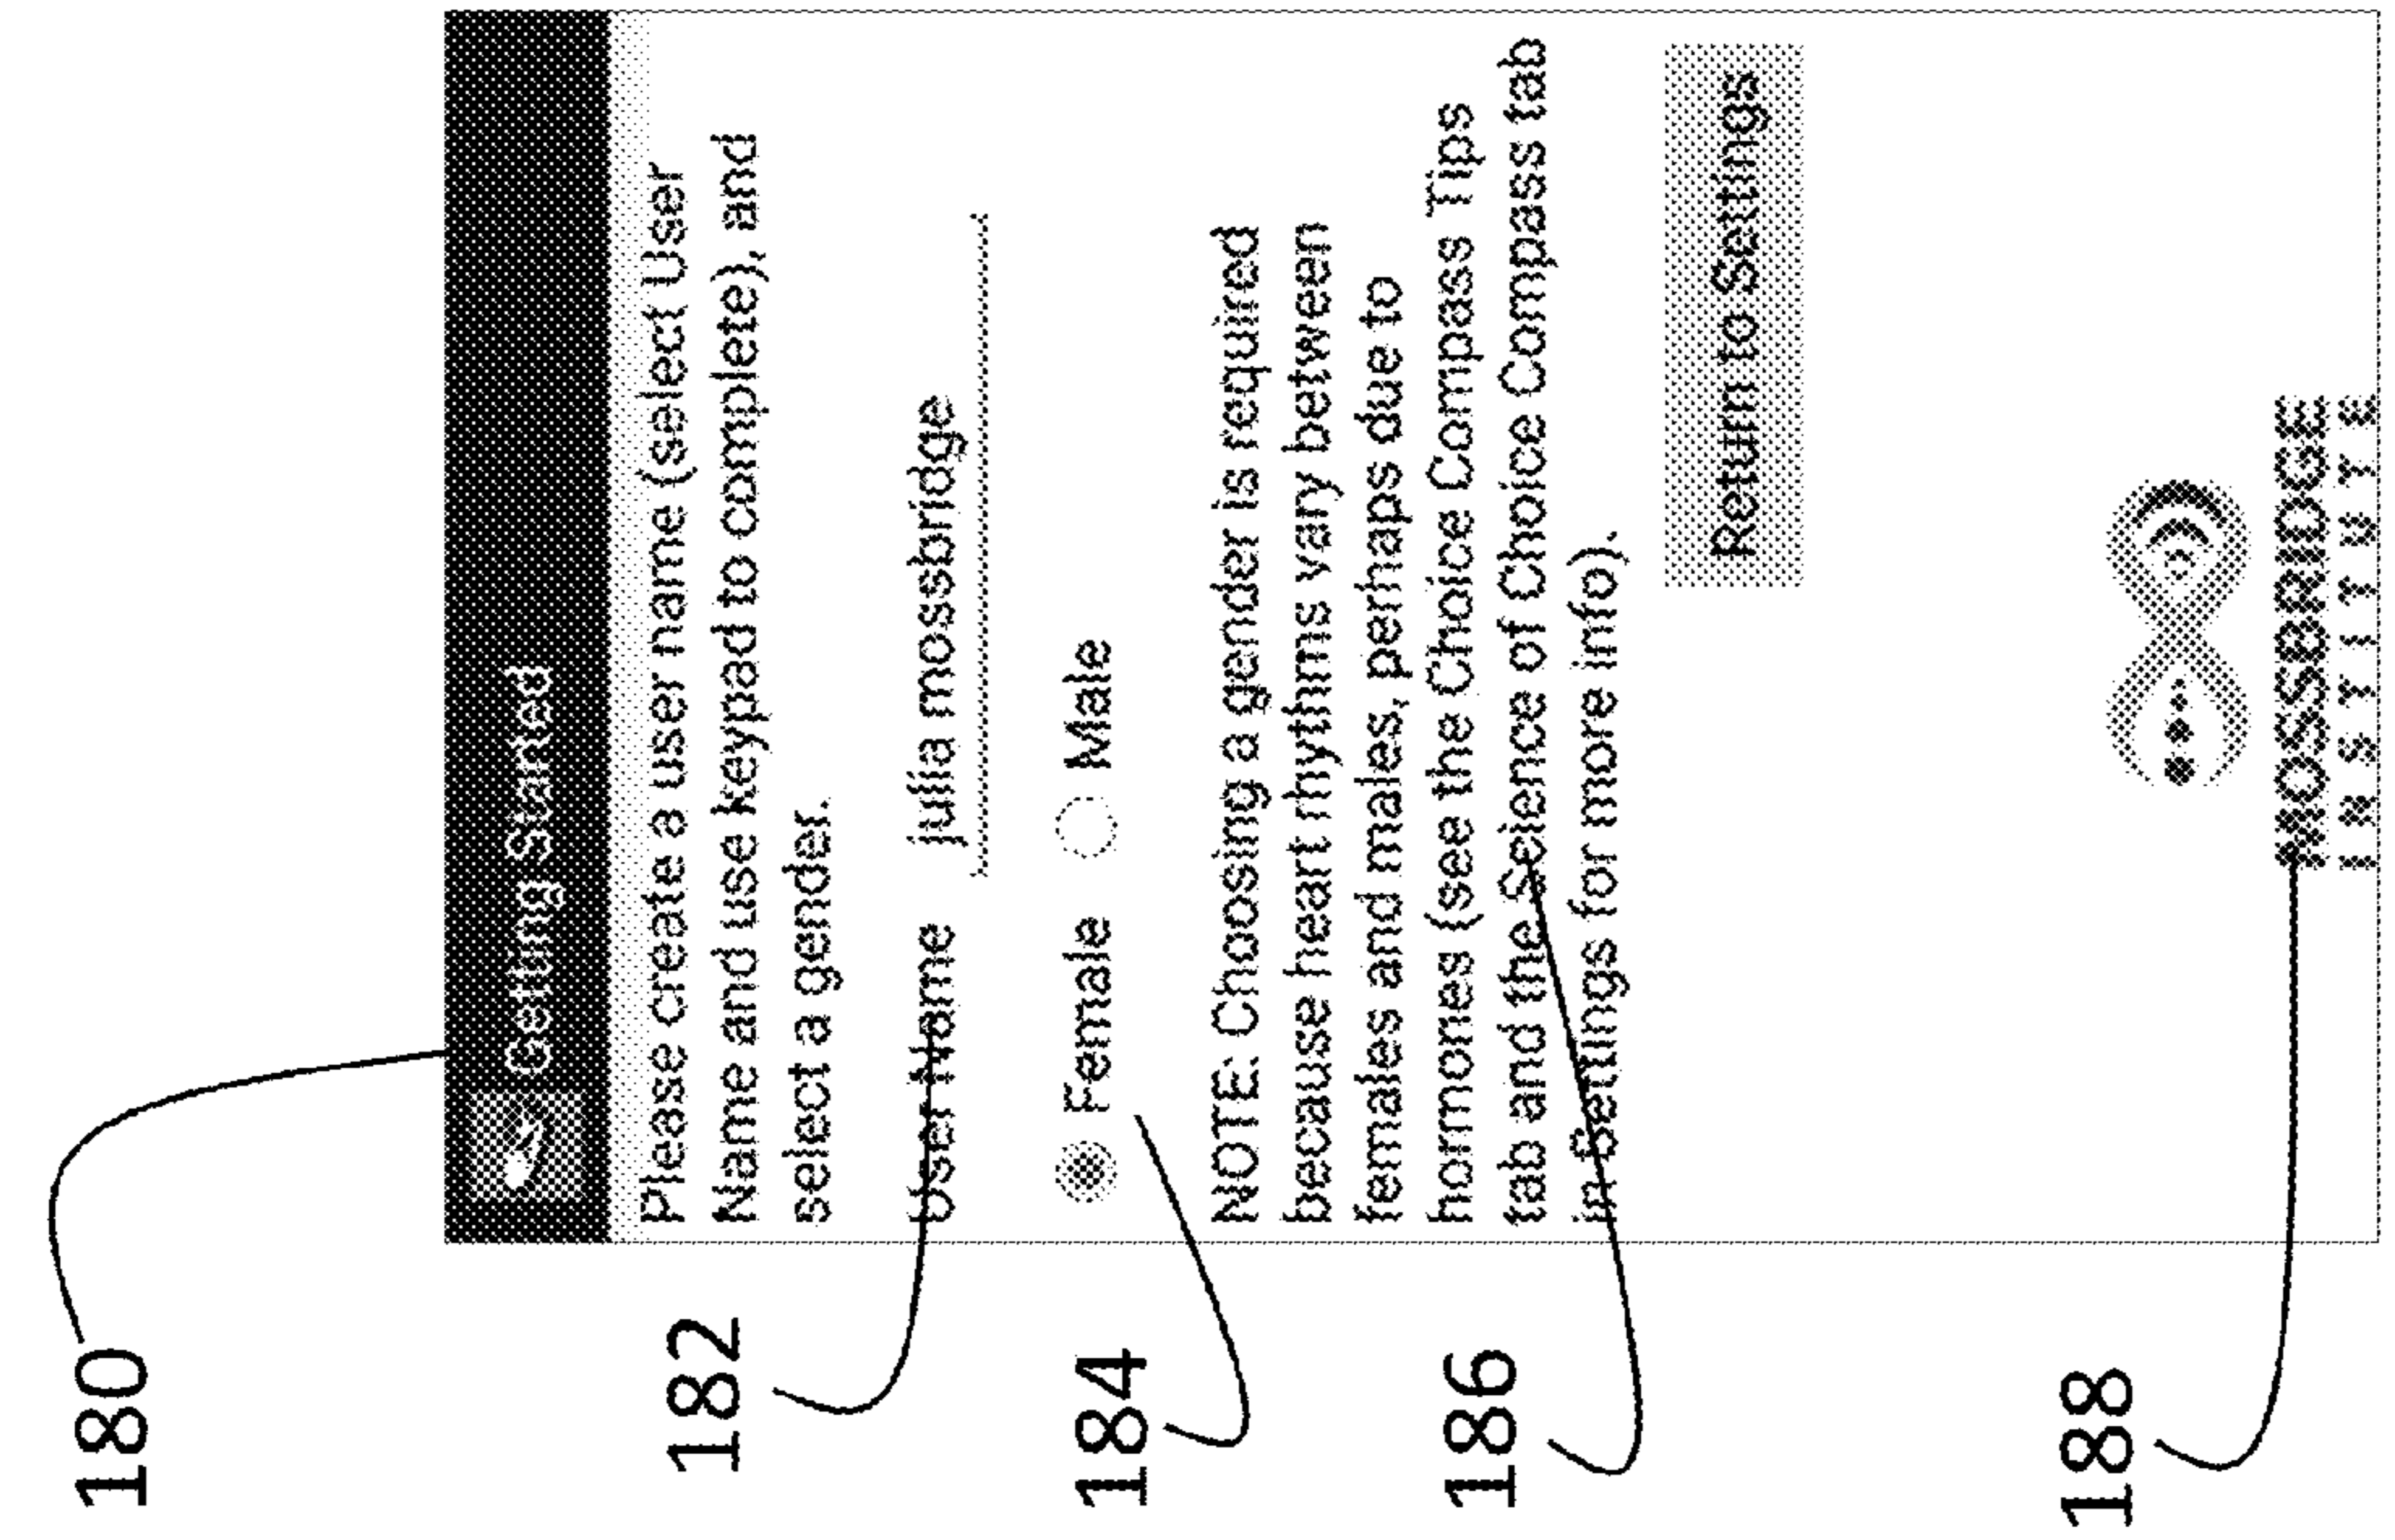 180
Getting Started
Please create a user name (select User
Name and use keypad to complete), and
select a gender.
182
User Name julia mossbridge
184
Female Male
NOTE: Choosing a gender is required
because heart rhythms vary between
females and males, perhaps due to
hormones (see the Choice Compass Tips
tab and the Science of Choice Compass tab
in Settings for more info).
186
Return to Settings
188
MOSSBRIDGE
INSTITUTE